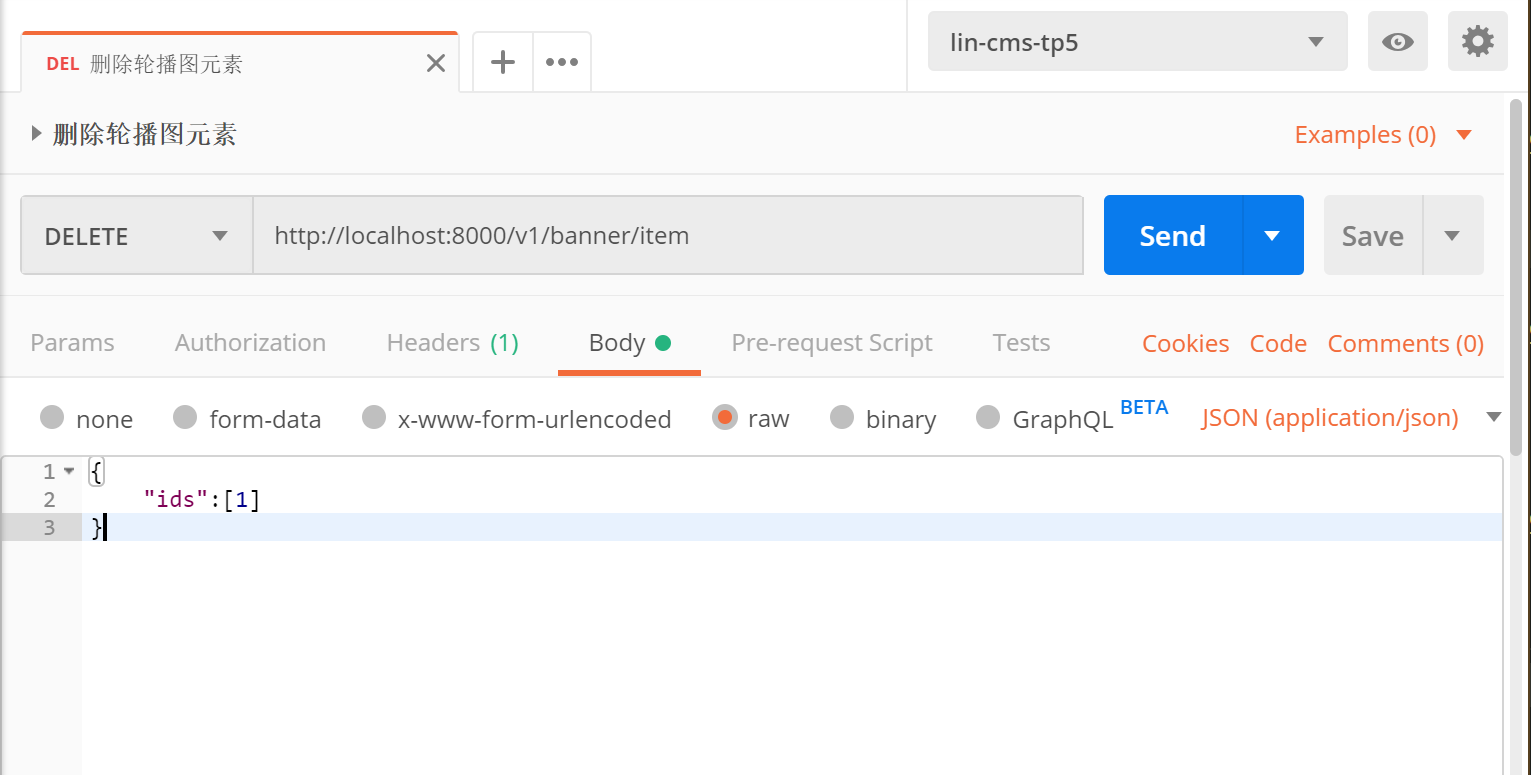 DEL 删除轮播图元素
lin-cms-tp5
删除轮播图元素
Examples (0)
DELETE
http://localhost:8000/v1/banner/item
Send
Save
Params
Authorization
Headers (1)
Body
Pre-request Script
Tests
Cookies
Code
Comments (0)
none
form-data
x-www-form-urlencoded
raw
binary
GraphQL BETA
JSON (application/json)
1 {
2 "ids":[1]
3 }